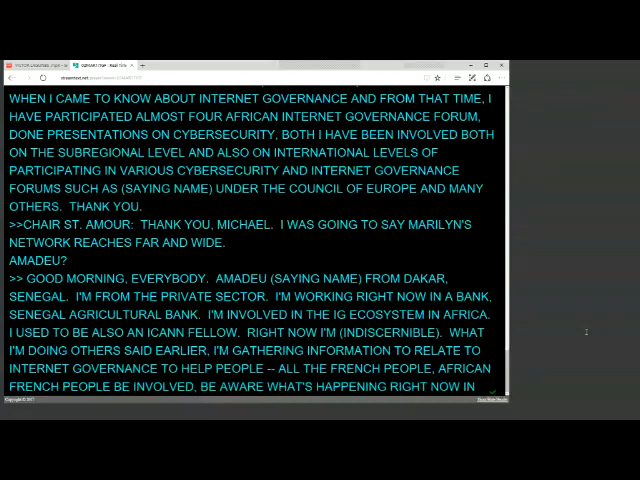 WHEN I CAME TO KNOW ABOUT INTERNET GOVERNANCE AND FROM THAT TIME, I
HAVE PARTICIPATED ALMOST FOUR AFRICAN INTERNET GOVERNANCE FORUM,
DONE PRESENTATIONS ON CYBERSECURITY, BOTH I HAVE BEEN INVOLVED BOTH
ON THE SUBREGIONAL LEVEL AND ALSO ON INTERNATIONAL LEVELS OF
PARTICIPATING IN VARIOUS CYBERSECURITY AND INTERNET GOVERNANCE
FORUMS SUCH AS (SAYING NAME) UNDER THE COUNCIL OF EUROPE AND MANY
OTHERS.  THANK YOU.
>>CHAIR ST. AMOUR:  THANK YOU, MICHAEL.  I WAS GOING TO SAY MARILYN'S
NETWORK REACHES FAR AND WIDE.
AMADEU?
>> GOOD MORNING, EVERYBODY.  AMADEU (SAYING NAME) FROM DAKAR,
SENEGAL.  I'M FROM THE PRIVATE SECTOR.  I'M WORKING RIGHT NOW IN A BANK,
SENEGAL AGRICULTURAL BANK.  I'M INVOLVED IN THE IG ECOSYSTEM IN AFRICA.
I USED TO BE ALSO AN ICANN FELLOW.  RIGHT NOW I'M (INDISCERNIBLE).  WHAT
I'M DOING OTHERS SAID EARLIER, I'M GATHERING INFORMATION TO RELATE TO
INTERNET GOVERNANCE TO HELP PEOPLE -- ALL THE FRENCH PEOPLE, AFRICAN
FRENCH PEOPLE BE INVOLVED, BE AWARE WHAT'S HAPPENING RIGHT NOW IN